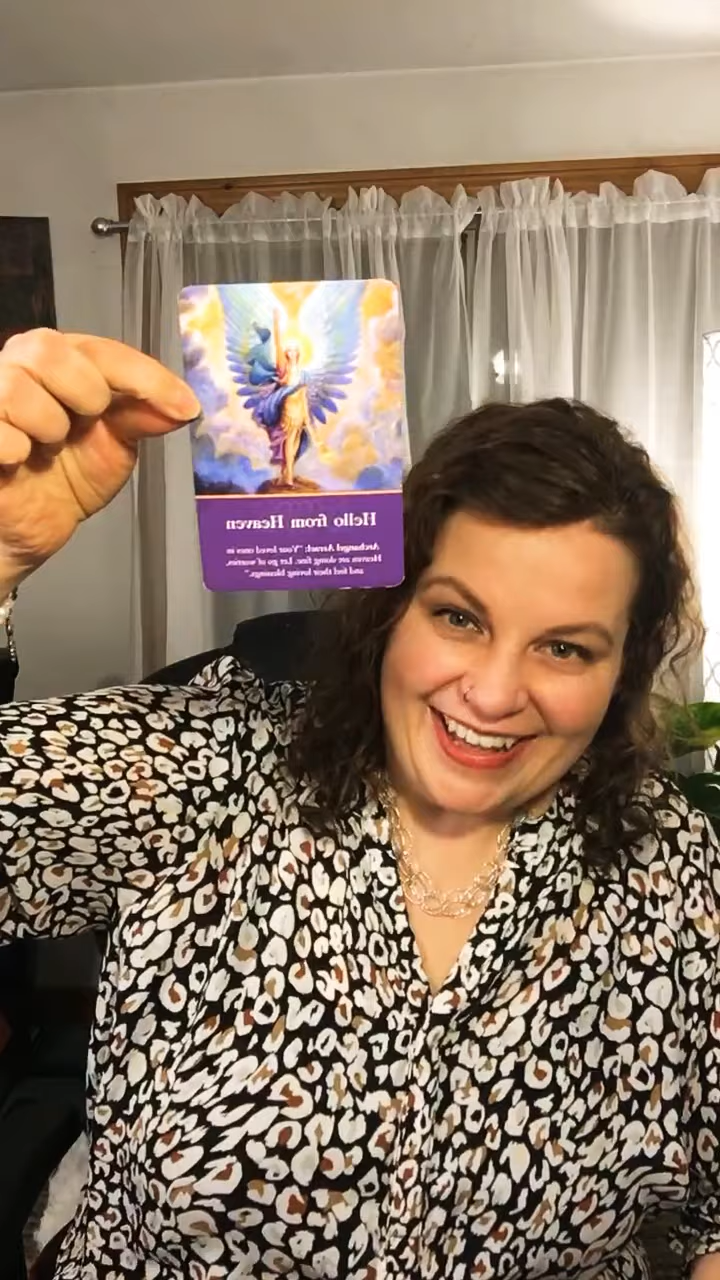 Hello from Heaven
Archangel Azrael: "Your loved ones in
Heaven are doing fine. Let go of worries,
and feel their loving blessings."